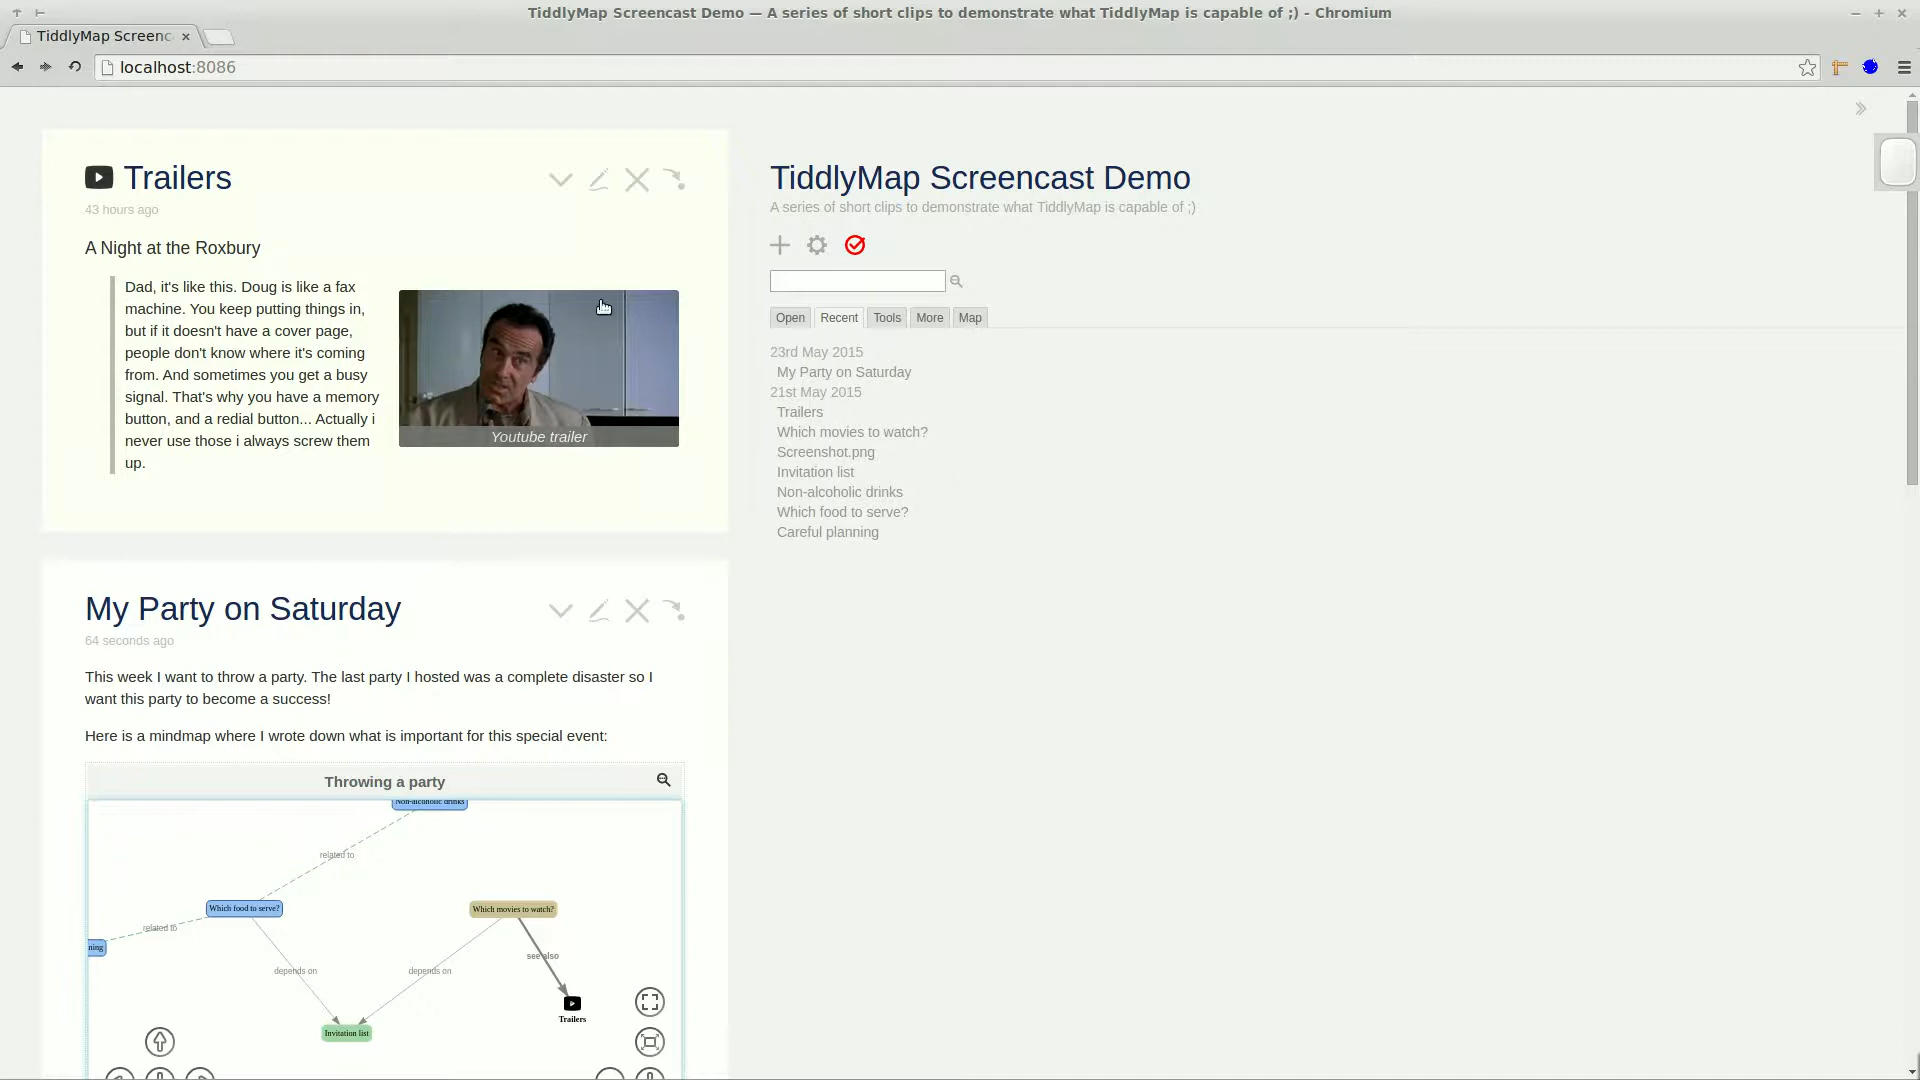 TiddlyMap Screencast Demo — A series of short clips to demonstrate what TiddlyMap is capable of ;) - Chromium
TiddlyMap Screenc
localhost:8086
Trailers
43 hours ago
A Night at the Roxbury
Dad, it's like this. Doug is like a fax
machine. You keep putting things in,
but if it doesn't have a cover page,
people don't know where it's coming
from. And sometimes you get a busy
signal. That's why you have a memory
button, and a redial button... Actually i
never use those i always screw them
up.
Youtube trailer
My Party on Saturday
64 seconds ago
This week I want to throw a party. The last party I hosted was a complete disaster so I
want this party to become a success!
Here is a mindmap where I wrote down what is important for this special event:
Throwing a party
Non-alcoholic drinks
related to
Which food to serve?
Which movies to watch?
related to
ning
see also
depends on
depends on
Trailers
Invitation list
TiddlyMap Screencast Demo
A series of short clips to demonstrate what TiddlyMap is capable of ;)
Open
Recent
Tools
More
Map
23rd May 2015
My Party on Saturday
21st May 2015
Trailers
Which movies to watch?
Screenshot.png
Invitation list
Non-alcoholic drinks
Which food to serve?
Careful planning